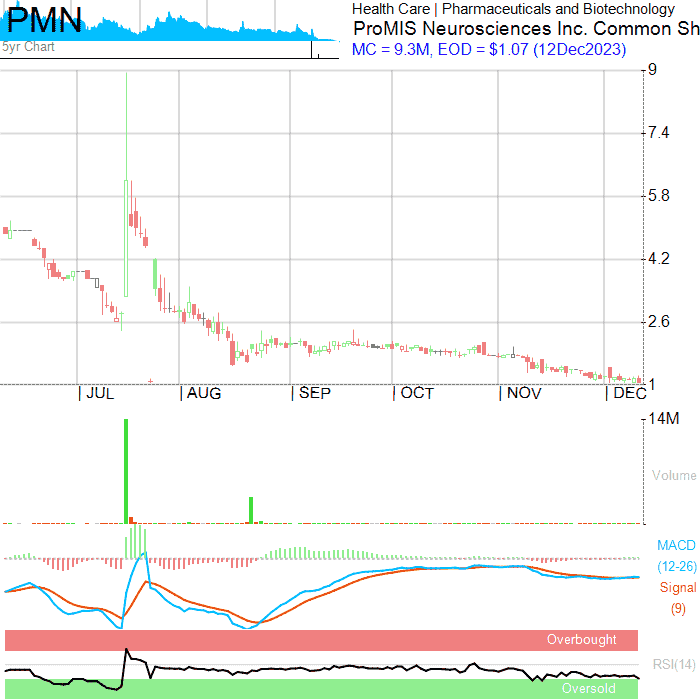 PMN
5yr Chart
Health Care | Pharmaceuticals and Biotechnology
ProMIS Neurosciences Inc. Common Sh
MC = 9.3M, EOD = $1.07 (12Dec2023)
9
7.4
5.8
4.2
2.6
1
JUL AUG SEP OCT NOV DEC
14M
Volume
MACD
(12-26)
Signal
(9)
Overbought
RSI(14)
Oversold